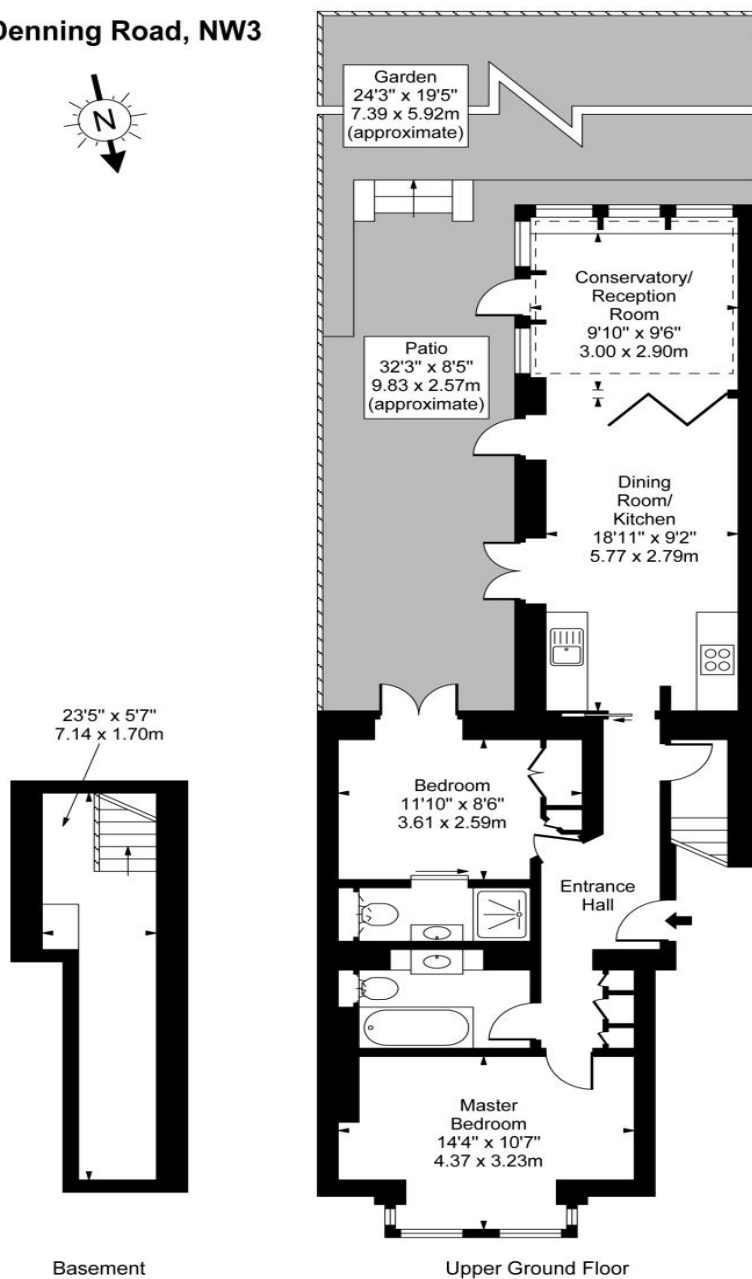 Denning Road, NW3
N
Garden
24'3" x 19'5"
7.39 x 5.92m
(approximate)
Conservatory/
Reception
Room
9'10" x 9'6"
3.00 x 2.90m
Patio
32'3" x 8'5"
9.83 x 2.57m
(approximate)
Dining
Room/
Kitchen
18'11" x 9'2"
5.77 x 2.79m
23'5" x 5'7"
7.14 x 1.70m
Bedroom
11'10" x 8'6"
3.61 x 2.59m
Entrance
Hall
Master
Bedroom
14'4" x 10'7"
4.37 x 3.23m
Basement
Upper Ground Floor